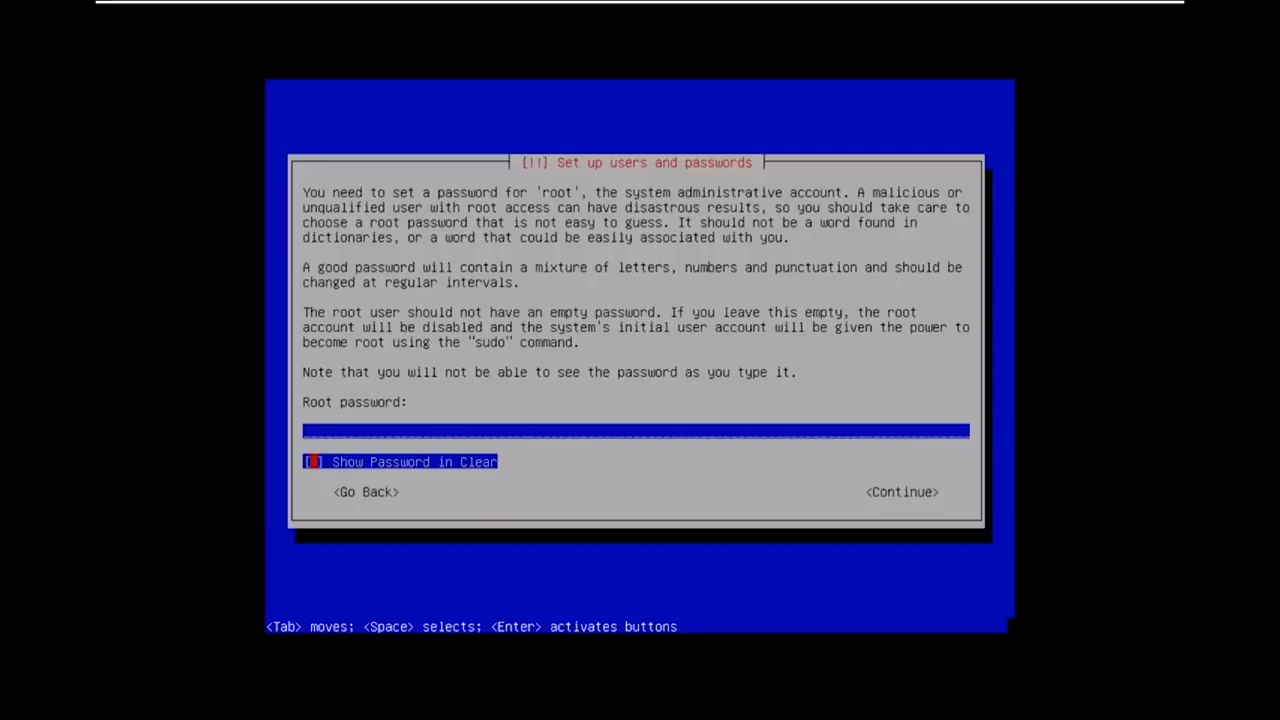 [!!] Set up users and passwords
You need to set a password for 'root', the system administrative account. A malicious or
unqualified user with root access can have disastrous results, so you should take care to
choose a root password that is not easy to guess. It should not be a word found in
dictionaries, or a word that could be easily associated with you.
A good password will contain a mixture of letters, numbers and punctuation and should be
changed at regular intervals.
The root user should not have an empty password. If you leave this empty, the root
account will be disabled and the system's initial user account will be given the power to
become root using the "sudo" command.
Note that you will not be able to see the password as you type it.
Root password:
[ ] Show Password in Clear
<Go Back> <Continue>
<Tab> moves; <Space> selects; <Enter> activates buttons